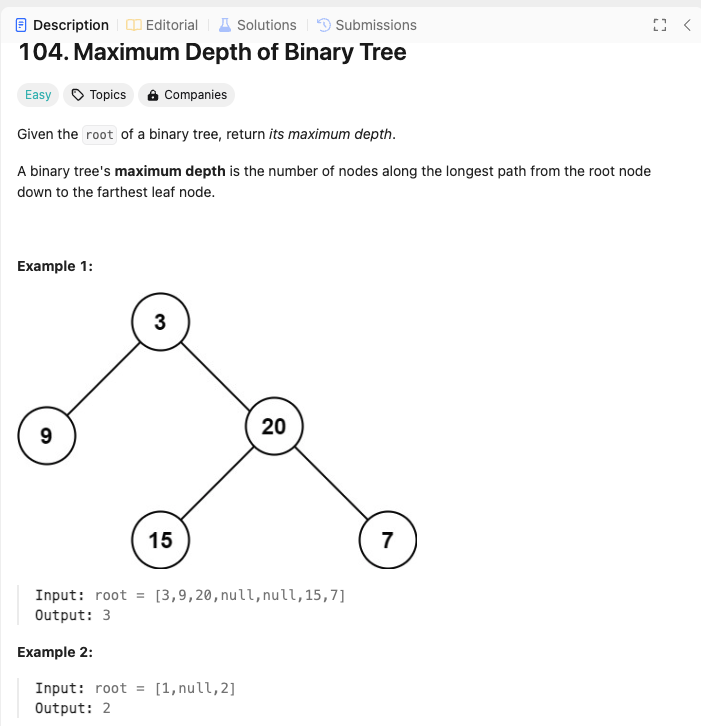 Description Editorial Solutions Submissions
104. Maximum Depth of Binary Tree
Easy Topics Companies
Given the root of a binary tree, return its maximum depth.
A binary tree's maximum depth is the number of nodes along the longest path from the root node
down to the farthest leaf node.
Example 1:
3
9
20
15
7
Input: root = [3,9,20,null,null,15,7]
Output: 3
Example 2:
Input: root = [1,null,2]
Output: 2